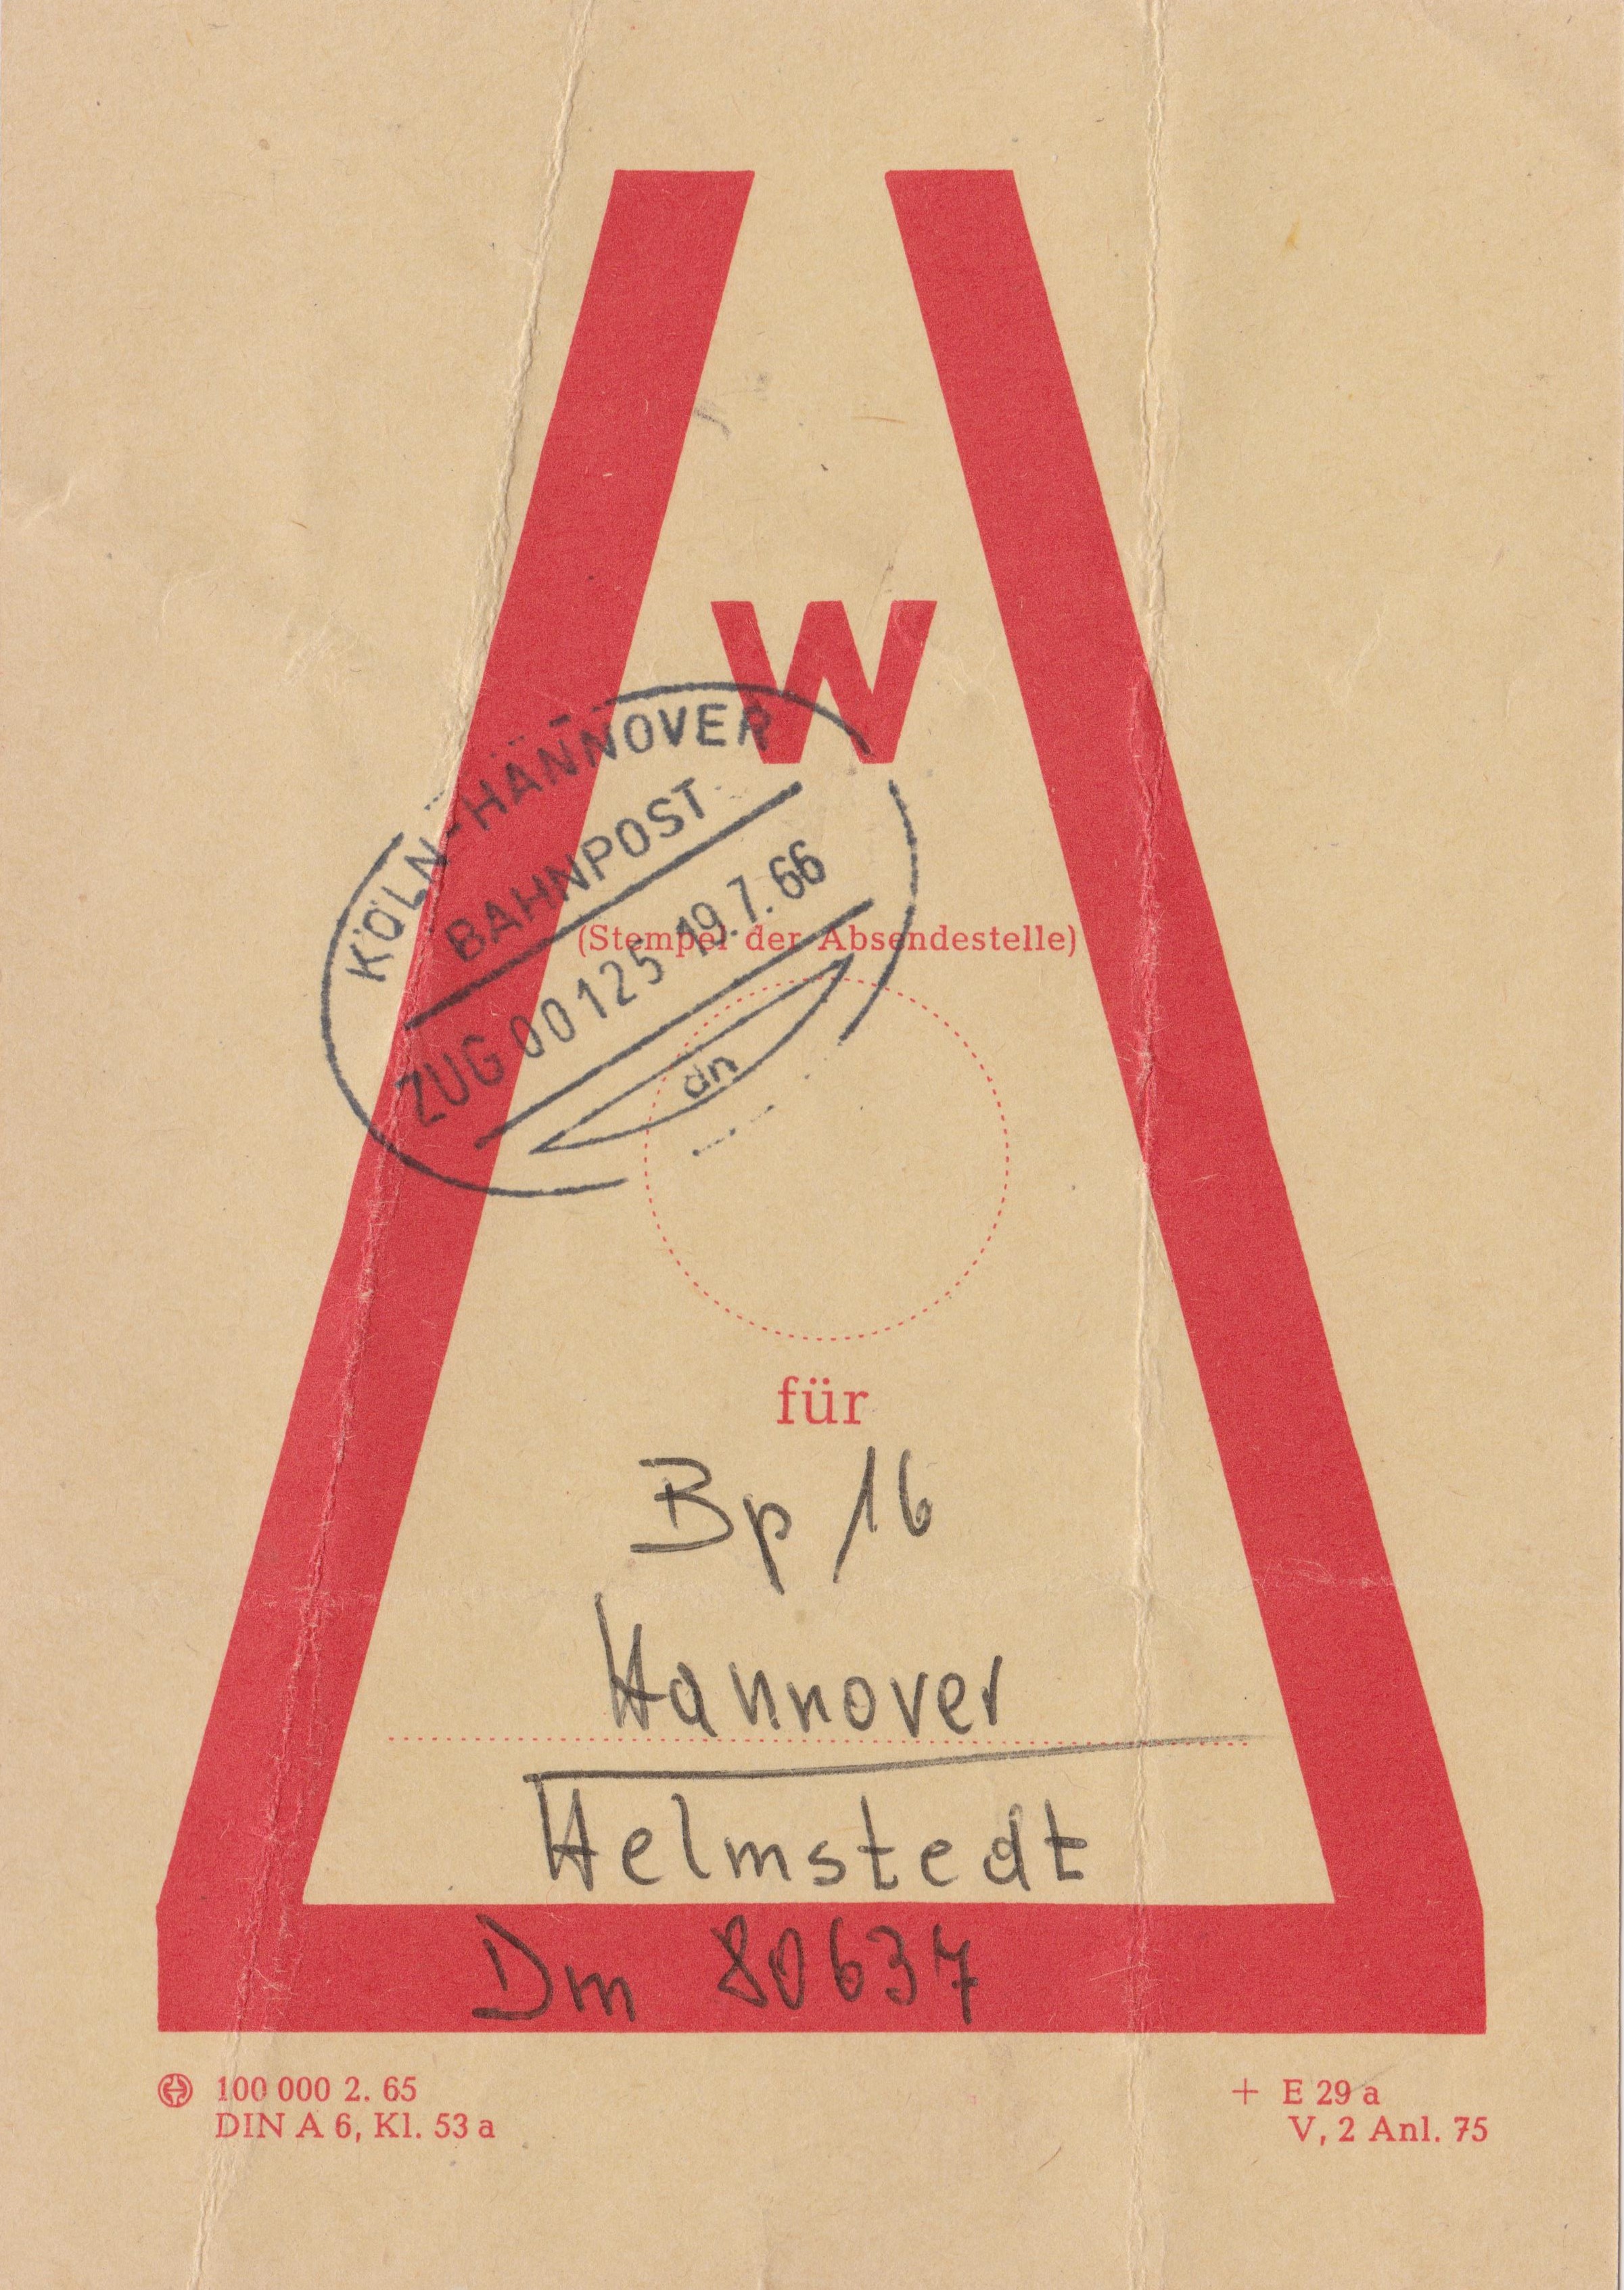 W
KÖLN-HANNOVER
BAHNPOST
ZUG 00125 19.7.66
dn
(Stempel der Absendestelle)
für
Bp 16
Hannover
Helmstedt
Dm 80637
100 000 2. 65
DIN A 6, Kl. 53 a
+ E 29 a
V, 2 Anl. 75